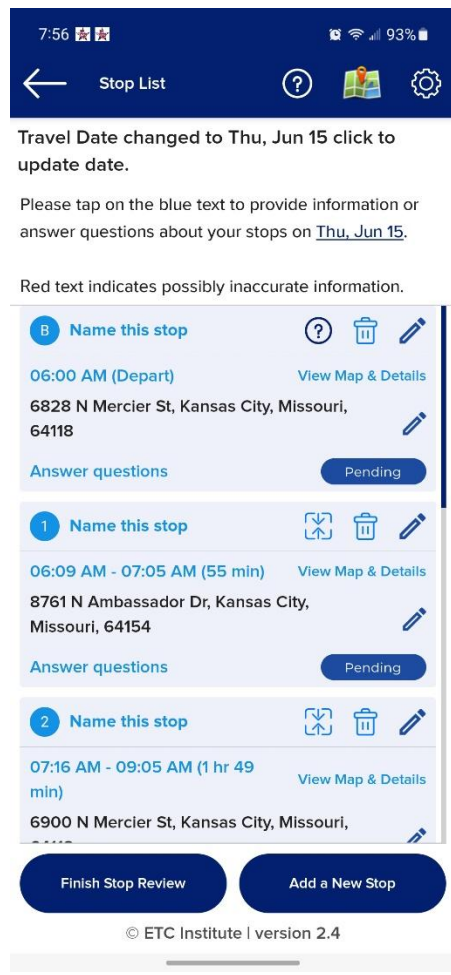 7:56 93%
Stop List ?
Travel Date changed to Thu, Jun 15 click to
update date.
Please tap on the blue text to provide information or
answer questions about your stops on Thu, Jun 15.
Red text indicates possibly inaccurate information.
B Name this stop ?
06:00 AM (Depart) View Map & Details
6828 N Mercier St, Kansas City, Missouri,
64118
Answer questions Pending
1 Name this stop
06:09 AM - 07:05 AM (55 min) View Map & Details
8761 N Ambassador Dr, Kansas City,
Missouri, 64154
Answer questions Pending
2 Name this stop
07:16 AM - 09:05 AM (1 hr 49
min) View Map & Details
6900 N Mercier St, Kansas City, Missouri,
Finish Stop Review Add a New Stop
© ETC Institute | version 2.4